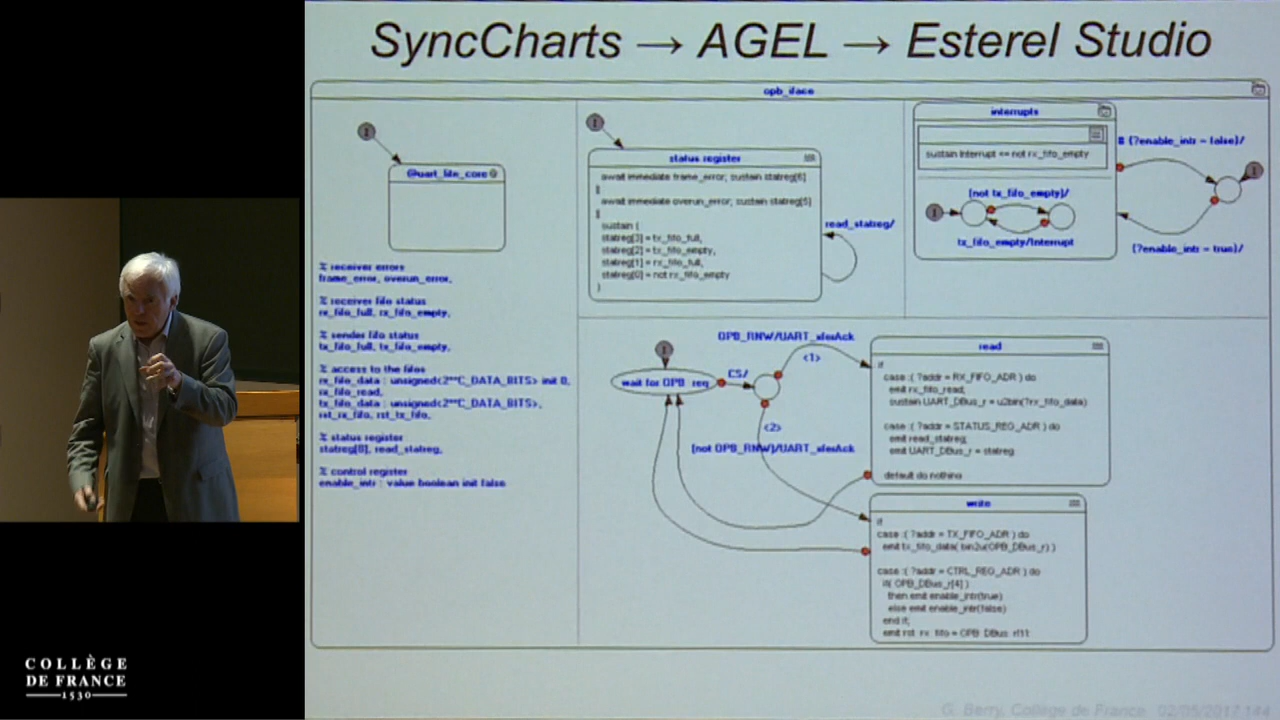 SyncCharts → AGEL → Esterel Studio
opb_iface
I
@uart_lite_core
% receiver errors
frame_error, overun_error,
% receiver fifo status
rx_fifo_full, rx_fifo_empty,
% sender fifo status
tx_fifo_full, tx_fifo_empty,
% access to the fifos
rx_fifo_data : unsigned<2**C_DATA_BITS> init 0,
rx_fifo_read,
tx_fifo_data : unsigned<2**C_DATA_BITS>,
rst_rx_fifo, rst_tx_fifo,
% status register
statreg[8], read_statreg,
% control register
enable_intr : value boolean init false
I
status register
await immediate frame_error; sustain statreg[6]
||
await immediate overun_error; sustain statreg[5]
||
sustain {
statreg[3] = tx_fifo_full,
statreg[2] = tx_fifo_empty,
statreg[1] = rx_fifo_full,
statreg[0] = not rx_fifo_empty
}
read_statreg/
interrupts
sustain Interrupt <= not rx_fifo_empty
I
[not tx_fifo_empty]/
tx_fifo_empty/Interrupt
I
(?enable_intr = false)/
(?enable_intr = true)/
I
wait for OPB_req
CS/
OPB_RNW/UART_xferAck
<1>
<2>
[not OPB_RNW]/UART_xferAck
read
if
case ( ?addr = RX_FIFO_ADR ) do
emit rx_fifo_read;
sustain UART_DBus_r = u2bin(?rx_fifo_data)
case ( ?addr = STATUS_REG_ADR ) do
emit read_statreg;
emit UART_DBus_r = statreg
default do nothing
write
if
case ( ?addr = TX_FIFO_ADR ) do
emit tx_fifo_data( bin2u(OPB_DBus_r) )
case ( ?addr = CTRL_REG_ADR ) do
if( OPB_DBus_r[4] )
then emit enable_intr(true)
else emit enable_intr(false)
end if;
emit rst_rx_fifo = OPB_DBus_r[1]
COLLÈGE
DE FRANCE
1530
G. Berry, Collège de France 02/05/2017 144